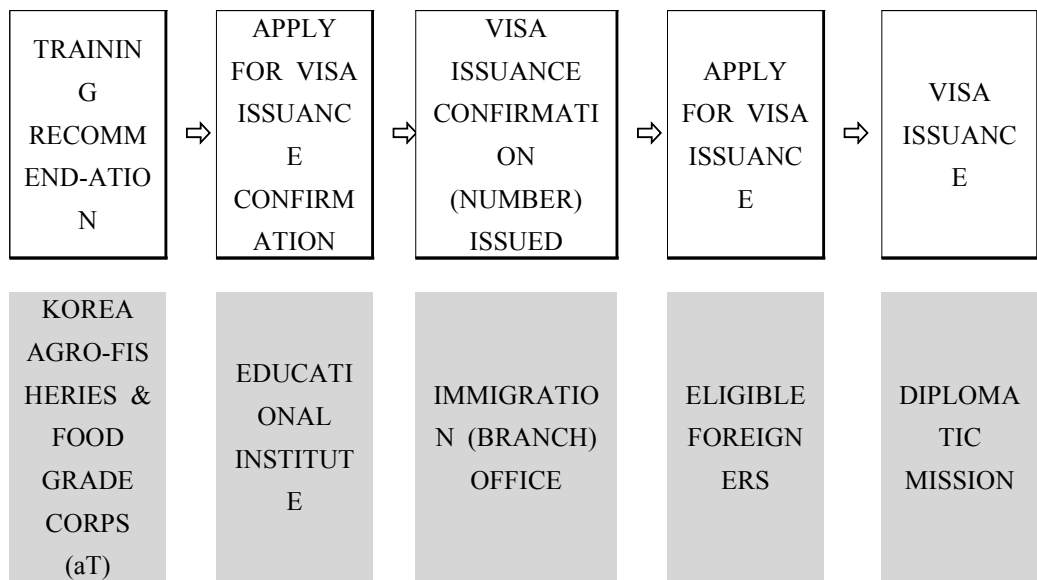 TRAININ
G
RECOMM
END-ATIO
N
⇨
APPLY
FOR VISA
ISSUANC
E
CONFIRM
ATION
⇨
VISA
ISSUANCE
CONFIRMATI
ON
(NUMBER)
ISSUED
⇨
APPLY
FOR VISA
ISSUANC
E
⇨
VISA
ISSUANC
E
KOREA
AGRO-FIS
HERIES &
FOOD
GRADE
CORPS
(aT)
EDUCATI
ONAL
INSTITUT
E
IMMIGRATIO
N (BRANCH)
OFFICE
ELIGIBLE
FOREIGN
ERS
DIPLOMA
TIC
MISSION